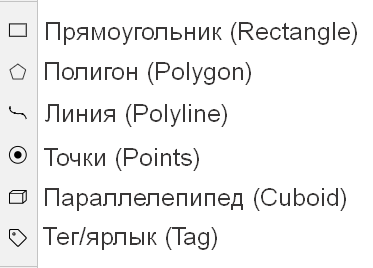 Прямоугольник (Rectangle)
Полигон (Polygon)
Линия (Polyline)
Точки (Points)
Параллелепипед (Cuboid)
Тег/ярлык (Tag)